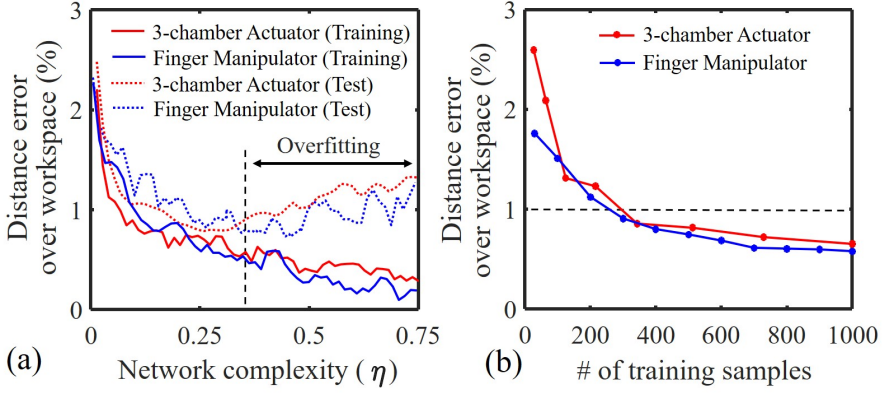 3
2
1
0
Distance error
over workspace (%)
3-chamber Actuator (Training)
Finger Manipulator (Training)
3-chamber Actuator (Test)
Finger Manipulator (Test)
Overfitting
0
0.25
0.5
0.75
Network complexity (η)
(a)
3
2
1
0
Distance error
over workspace (%)
3-chamber Actuator
Finger Manipulator
0
200
400
600
800
1000
# of training samples
(b)